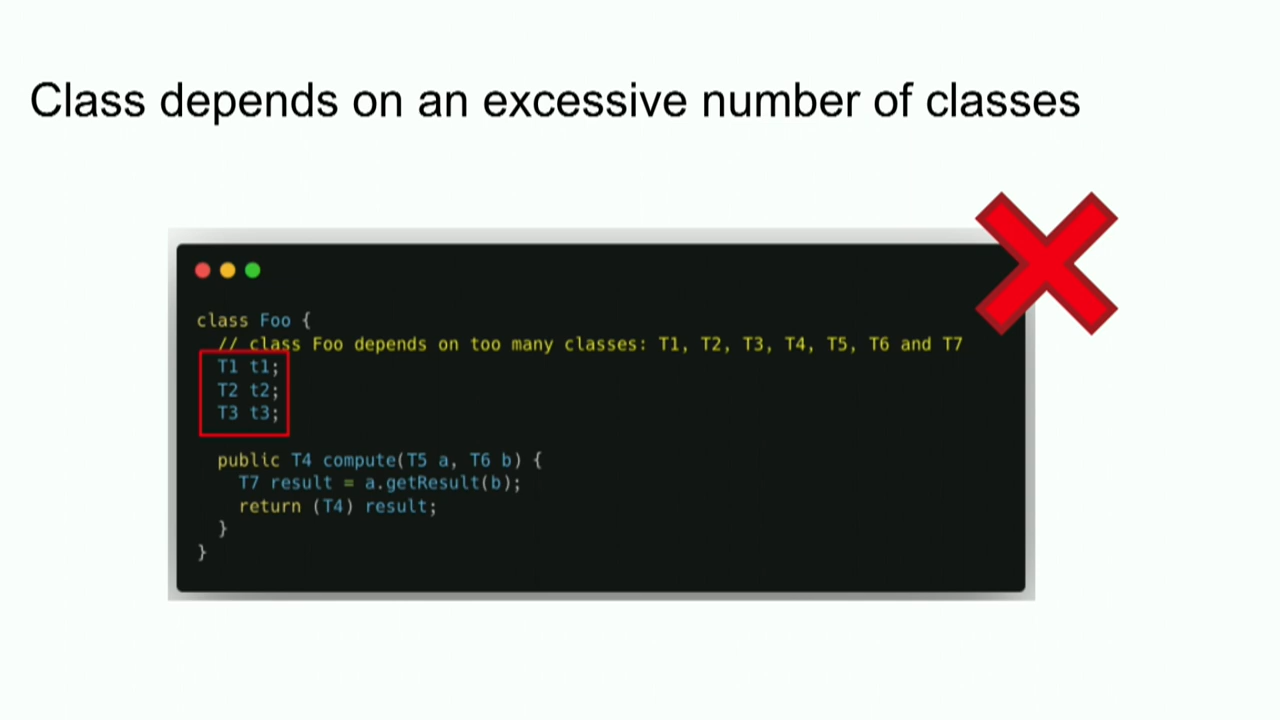 Class depends on an excessive number of classes
class Foo {
// class Foo depends on too many classes: T1, T2, T3, T4, T5, T6 and T7
T1 t1;
T2 t2;
T3 t3;
public T4 compute(T5 a, T6 b) {
T7 result = a.getResult(b);
return (T4) result;
}
}